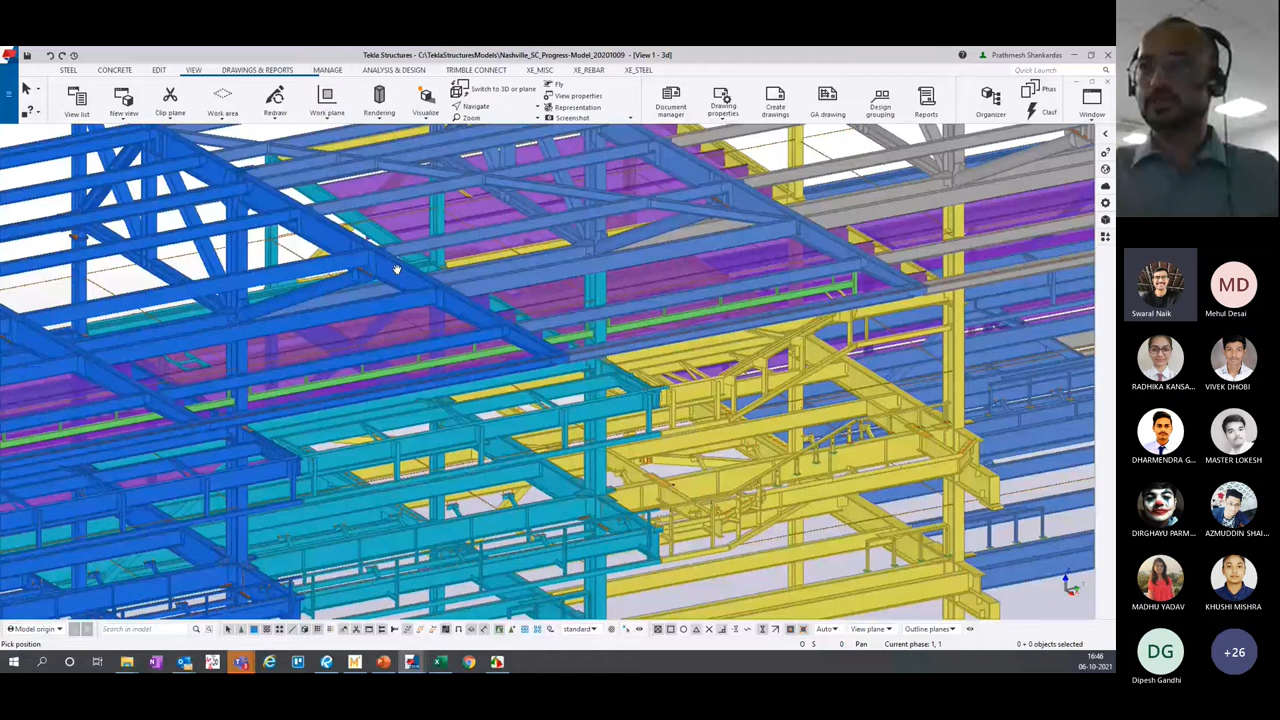 Tekla Structures - C:\TeklaStructuresModels\Nashville_SC_Progress-Model_20201009 - [View 1 - 3d]
Prathmesh Shankardas
STEEL CONCRETE EDIT VIEW DRAWINGS & REPORTS MANAGE ANALYSIS & DESIGN TRIMBLE CONNECT XE_MISC XE_REBAR XE_STEEL
Quick Launch
View list
New view
Clip plane
Work area
Redraw
Work plane
Rendering
Visualize
Switch to 3D or plane
Navigate
Zoom
Fly
View properties
Representation
Screenshot
Document manager
Drawing properties
Create drawings
GA drawing
Design grouping
Reports
Organizer
Phas
Clast
Window
Swaral Naik
MD
Mehul Desai
RADHIKA KANSA...
VIVEK DHOBI
DHARMENDRA G...
MASTER LOKESH
DIRGHAYU PARM...
AZMUDDIN SHAI...
MADHU YADAV
KHUSHI MISHRA
DG
Dipesh Gandhi
+26
Model origin
Search in model
standard
Auto
View plane
Outline planes
Pick position
O S 0 Pan Current phase: 1, 1 0 + 0 objects selected
16:46
06-10-2021